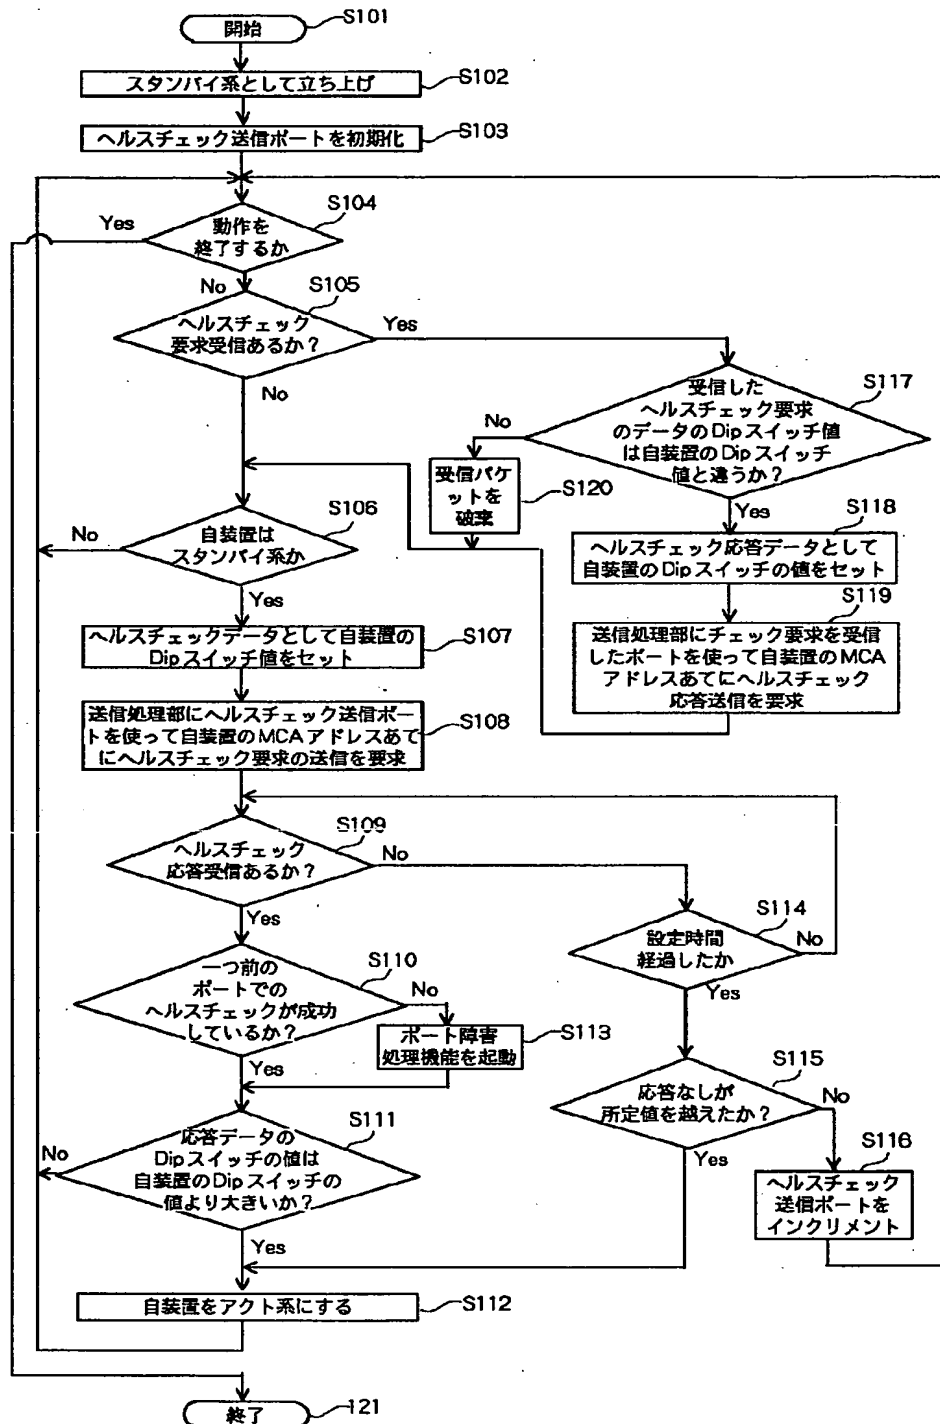 開始
S101
スタンバイ系として立ち上げ
S102
ヘルスチェック送信ポートを初期化
S103
S104
Yes
動作を
終了するか
No
S105
ヘルスチェック
要求受信あるか?
Yes
No
S117
受信した
ヘルスチェック要求
のデータのDipスイッチ値
は自装置のDipスイッチ
値と違うか?
No
受信パケ
ットを
破棄
S120
Yes
S118
ヘルスチェック応答データとして
自装置のDipスイッチの値をセット
S119
送信処理部にチェック要求を受信
したポートを使って自装置のMCA
アドレスあてにヘルスチェック
応答送信を要求
S106
No
自装置は
スタンバイ系か
Yes
ヘルスチェックデータとして自装置の
Dipスイッチ値をセット
S107
送信処理部にヘルスチェック送信ポー
トを使って自装置のMCAアドレスあて
にヘルスチェック要求の送信を要求
S108
S109
ヘルスチェック
応答受信あるか?
No
Yes
S114
設定時間
経過したか
No
Yes
S110
一つ前の
ポートでの
ヘルスチェックが成功
しているか?
No
ポート障害
処理機能を起動
S113
Yes
S115
応答なしが
所定値を越えたか?
No
Yes
S116
ヘルスチェック
送信ポートを
インクリメント
S111
No
応答データの
Dipスイッチの値は
自装置のDipスイッチの
値より大きいか?
Yes
自装置をアクト系にする
S112
終了
121